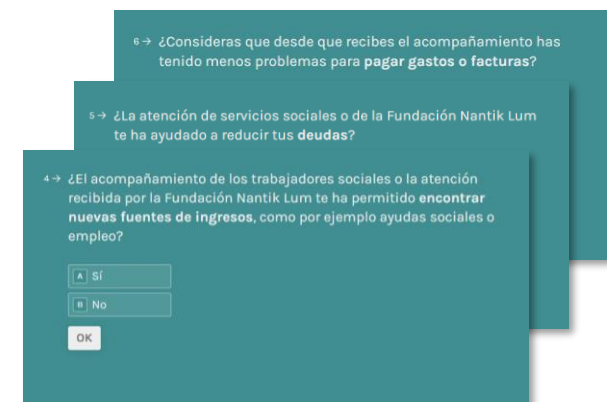 6→ ¿Consideras que desde que recibes el acompañamiento has
tenido menos problemas para pagar gastos o facturas?
5→ ¿La atención de servicios sociales o de la Fundación Nantik Lum
te ha ayudado a reducir tus deudas?
4→ ¿El acompañamiento de los trabajadores sociales o la atención
recibida por la Fundación Nantik Lum te ha permitido encontrar
nuevas fuentes de ingresos, como por ejemplo ayudas sociales o
empleo?
A Sí
B No
OK